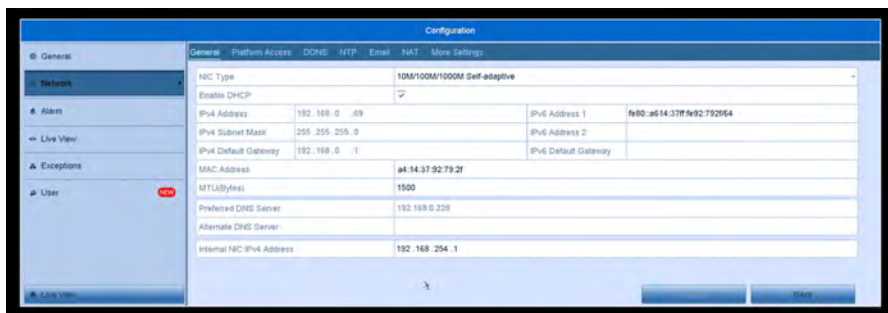 Configuration
General
Network
Alarm
Live View
Exceptions
User NEW
Live View
General Platform Access DDNS NTP Email NAT More Settings
NIC Type 10M/100M/1000M Self-adaptive
Enable DHCP
IPv4 Address 192.168.0.69 IPv6 Address 1 fe80::a614:37ff:fe92:792f/64
IPv4 Subnet Mask 255.255.255.0 IPv6 Address 2
IPv4 Default Gateway 192.168.0.1 IPv6 Default Gateway
MAC Address a4:14:37:92:79:2f
MTU(Bytes) 1500
Preferred DNS Server 192.169.0.228
Alternate DNS Server
Internal NIC IPv4 Address 192.168.254.1
Back